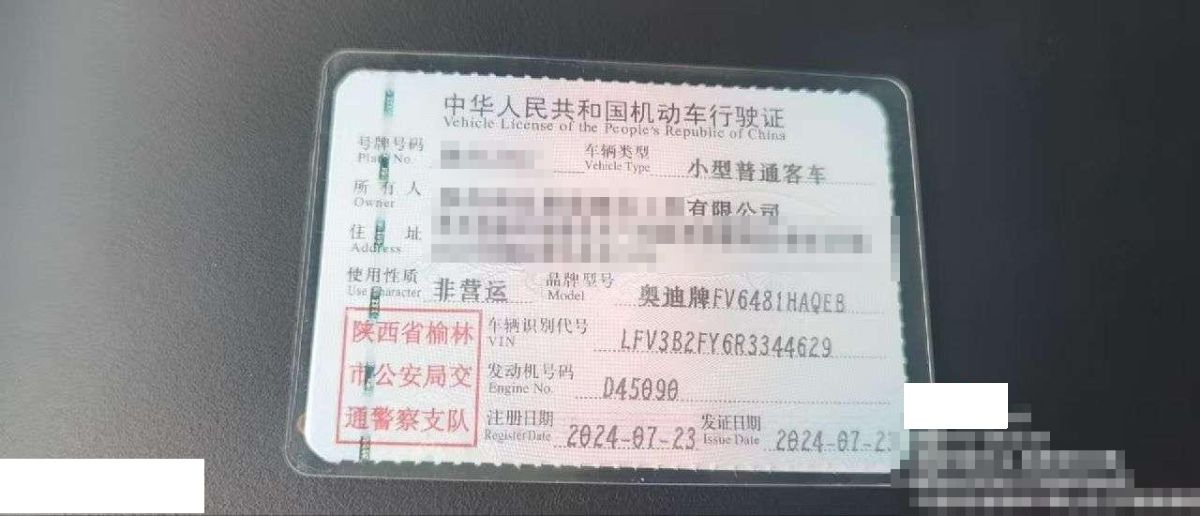 中华人民共和国机动车行驶证
Vehicle License of the People's Republic of China
号牌号码 车辆类型 小型普通客车
Plate No. Vehicle Type
所有人 有限公司
Owner
住址
Address
使用性质 非营运 品牌型号 奥迪牌FV6481HAQEB
Use Character Model
陕西省榆林
市公安局交
通警察支队
车辆识别代号 LFV3B2FY6R3344629
VIN
发动机号码 D45090
Engine No.
注册日期 2024-07-23 发证日期 2024-07-23
Register Date Issue Date